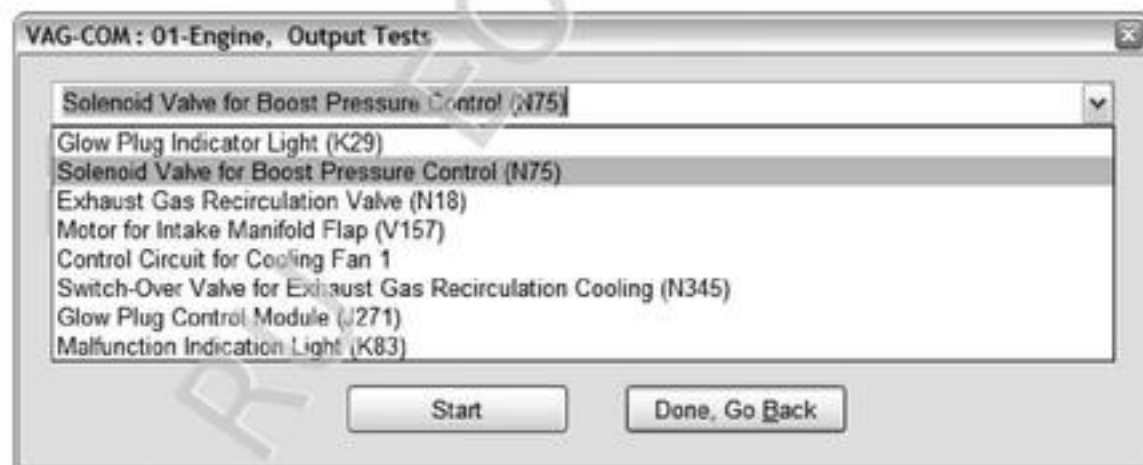 VAG-COM: 01-Engine, Output Tests
Solenoid Valve for Boost Pressure Control (N75)
Glow Plug Indicator Light (K29)
Solenoid Valve for Boost Pressure Control (N75)
Exhaust Gas Recirculation Valve (N18)
Motor for Intake Manifold Flap (V157)
Control Circuit for Cooling Fan 1
Switch-Over Valve for Exhaust Gas Recirculation Cooling (N345)
Glow Plug Control Module (J271)
Malfunction Indication Light (K83)
Start
Done, Go Back